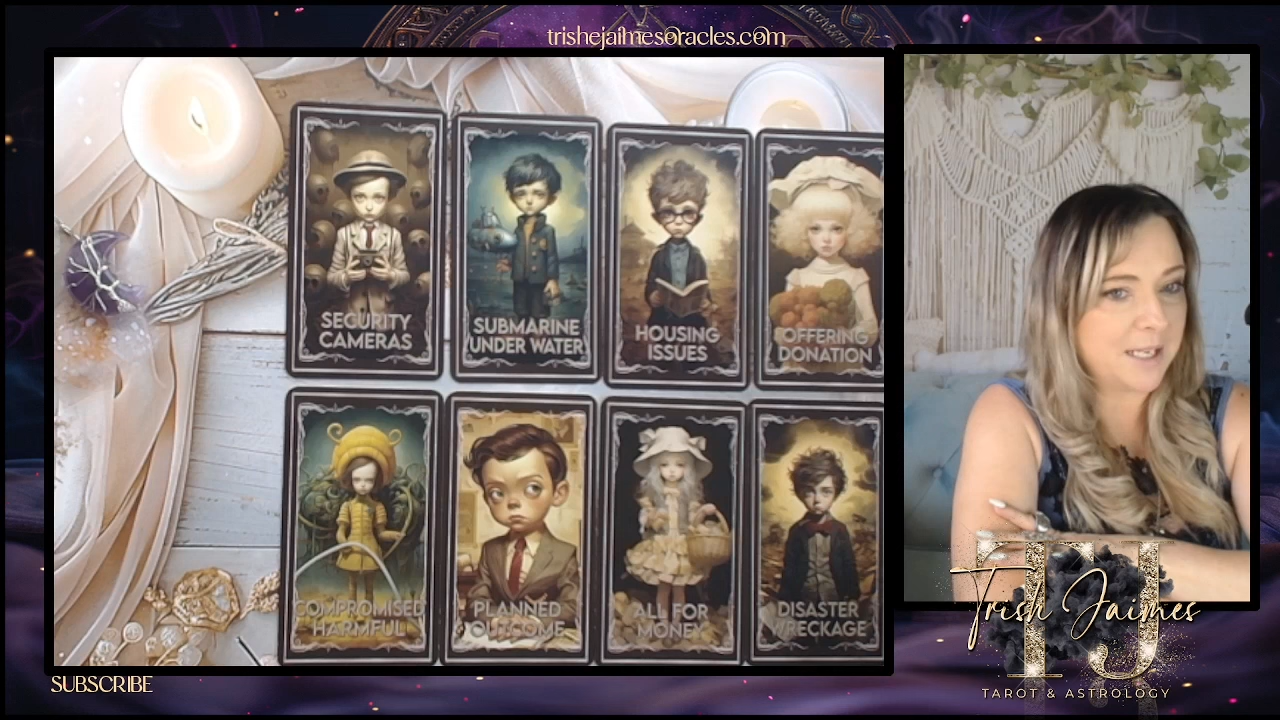 trishejaimesoracles.com
SECURITY
CAMERAS
SUBMARINE
UNDER WATER
HOUSING
ISSUES
OFFERING
DONATION
COMPROMISED
HARMFUL
PLANNED
OUTCOME
ALL FOR
MONEY
DISASTER
WRECKAGE
TJ
Trish Jaimes
TAROT & ASTROLOGY
SUBSCRIBE